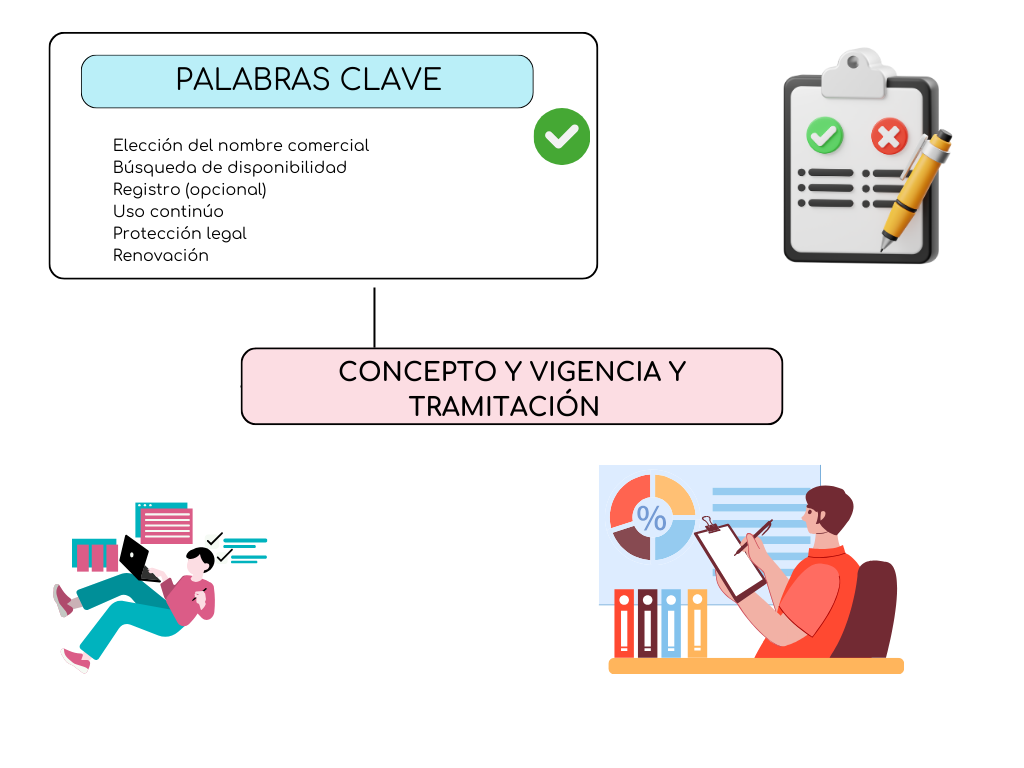 PALABRAS CLAVE
Elección del nombre comercial
Búsqueda de disponibilidad
Registro (opcional)
Uso continúo
Protección legal
Renovación
CONCEPTO Y VIGENCIA Y
TRAMITACIÓN
%